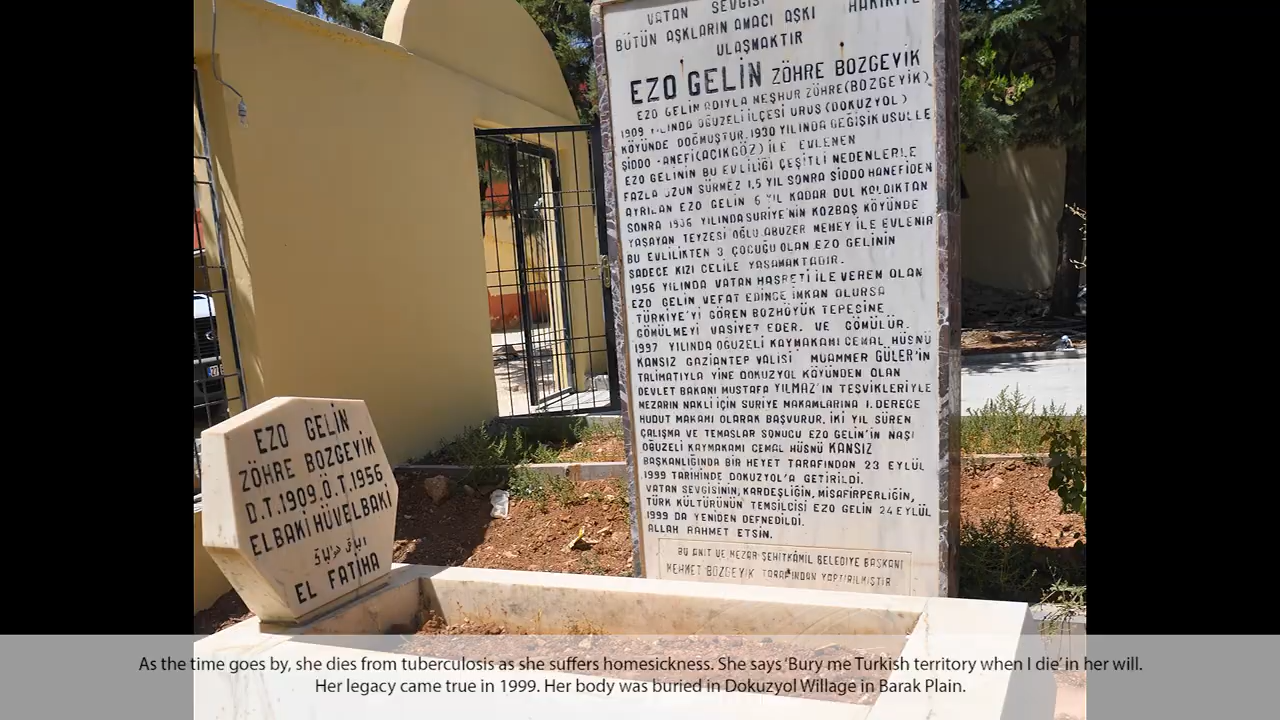 VATAN SEVGİSİ HAKİKİYE
BÜTÜN AŞKLARIN AMACI AŞKI
ULAŞMAKTIR
EZO GELİN ZÖHRE BOZGEYİK
EZO GELİN ADIYLA MEŞHUR ZÖHRE(BOZGEYİK),
1909 YILINDA OĞUZELİ İLÇESİ URUŞ (DOKUZYOL)
KÖYÜNDE DOĞMUŞTUR. 1930 YILINDA DEĞİŞİK USULLE
ŞİDDO-ANEFİ(AÇIKGÖZ) İLE EVLENEN
EZO GELİNİN BU EVLİLİĞİ ÇEŞİTLİ NEDENLERLE
FAZLA UZUN SÜRMEZ 1,5 YIL SONRA ŞİDDO HANEFİDEN
AYRILAN EZO GELİN 6 YIL KADAR DUL KALDIKTAN
SONRA 1936 YILINDA SURİYE'NİN KOZBAŞ KÖYÜNDE
YAŞAYAN TEYZESİ OĞLU ABUZER MEMEY İLE EVLENİR
BU EVLİLİKTEN 3 ÇOCUĞU OLAN EZO GELİNİN
SADECE KIZI CELİLE YAŞAMAKTADIR.
1956 YILINDA VATAN HASRETİ İLE VEREM OLAN
EZO GELİN VEFAT EDİNCE İMKAN OLURSA
TÜRKİYE'Yİ GÖREN BOZHÖYÜK TEPESİNE
GÖMÜLMEYİ VASİYET EDER. VE GÖMÜLÜR.
1997 YILINDA OĞUZELİ KAYMAKAMI CEMAL HÜSNÜ
KANSIZ GAZİANTEP VALİSİ MUAMMER GÜLER'İN
TALİMATIYLA YİNE DOKUZYOL KÖYÜNDEN OLAN
DEVLET BAKANI MUSTAFA YILMAZ'IN TEŞVİKLERİYLE
MEZARIN NAKLİ İÇİN SURİYE MAKAMLARINA 1. DERECE
HUDUT MAKAMI OLARAK BAŞVURUR. İKİ YIL SÜREN
ÇALIŞMA VE TEMASLAR SONUCU EZO GELİN'İN NAŞI
OĞUZELİ KAYMAKAMI CEMAL HÜSNÜ KANSIZ
BAŞKANLIĞINDA BİR HEYET TARAFINDAN 23 EYLÜL
1999 TARİHİNDE DOKUZYOL'A GETİRİLDİ.
VATAN SEVGİSİNİN, KARDEŞLİĞİN, MİSAFİRPERLİĞİN,
TÜRK KÜLTÜRÜNÜN TEMSİLCİSİ EZO GELİN 24 EYLÜL
1999 DA YENİDEN DEFNEDİLDİ.
ALLAH RAHMET ETSİN.
BU ANIT VE MEZAR ŞEHİTKAMİL BELEDİYE BAŞKANI
MEHMET BOZGEYİK TARAFINDAN YAPTIRILMIŞTIR
EZO GELİN
ZÖHRE BOZGEYİK
D.T.1909.Ö.T.1956
ELBAKİ HÜVELBAKİ
EL FATİHA
As the time goes by, she dies from tuberculosis as she suffers homesickness. She says 'Bury me Turkish territory when I die' in her will.
Her legacy came true in 1999. Her body was buried in Dokuzyol Willage in Barak Plain.